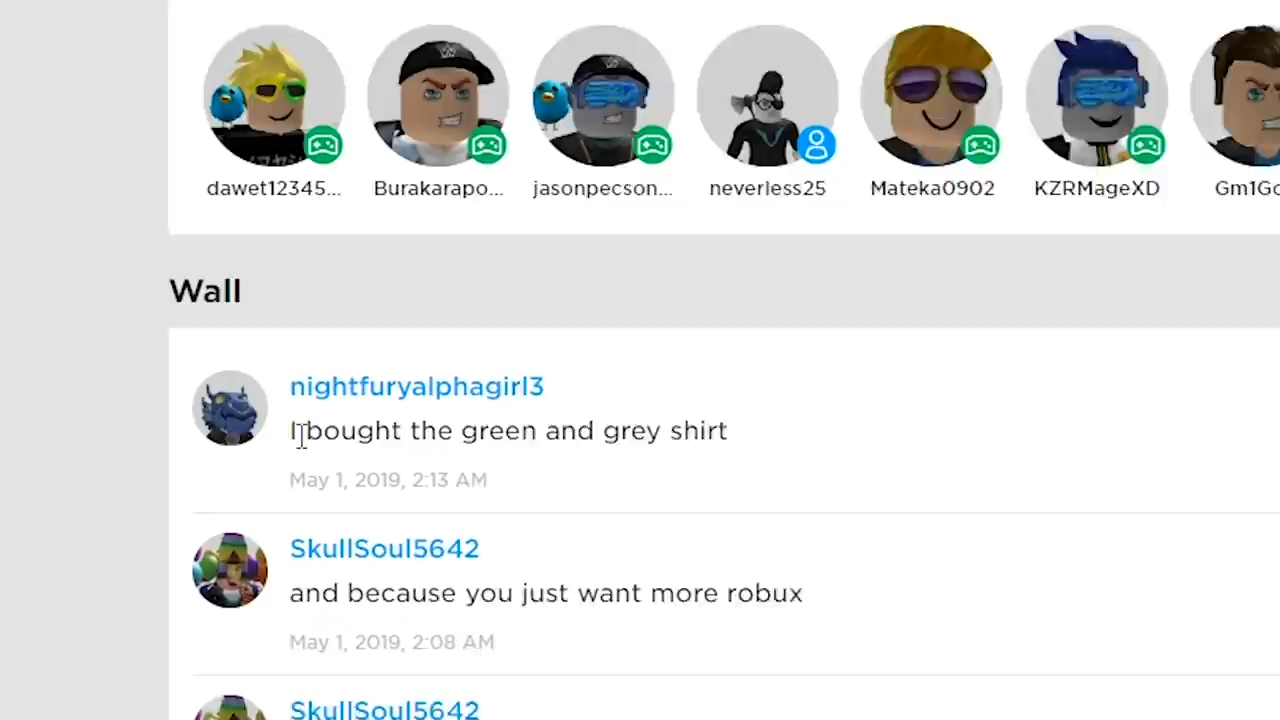 dawet12345...
Burakarapo...
jasonpecson...
neverless25
Mateka0902
KZRMageXD
Wall
nightfuryalphagirl3
I bought the green and grey shirt
May 1, 2019, 2:13 AM
SkullSoul5642
and because you just want more robux
May 1, 2019, 2:08 AM
SkullSoul5642